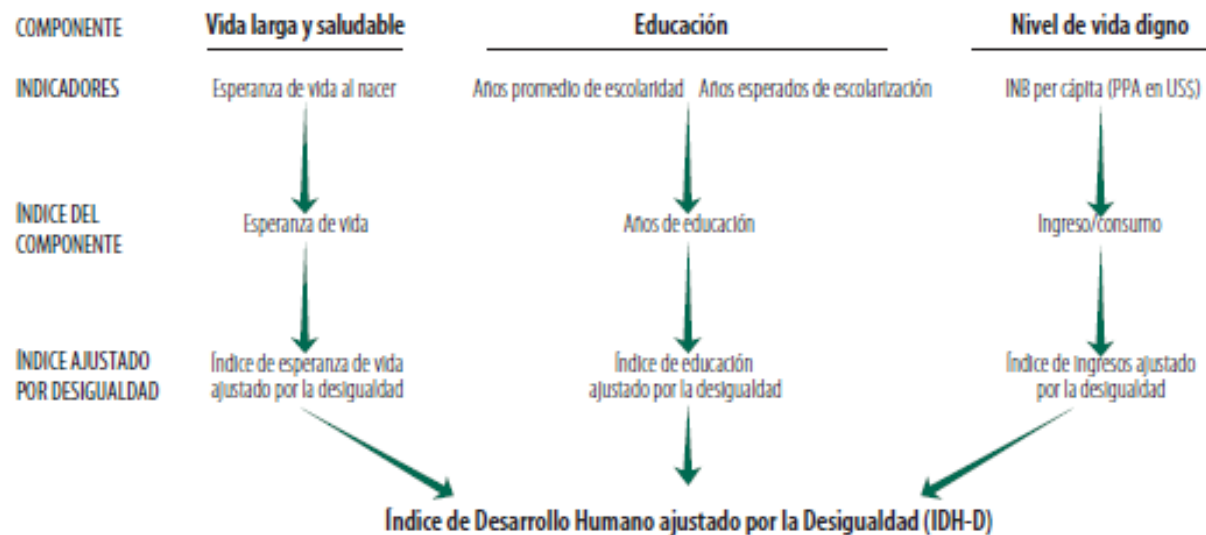 COMPONENTE
Vida larga y saludable
Educación
Nivel de vida digno
INDICADORES
Esperanza de vida al nacer
Años promedio de escolaridad
Años esperados de escolarización
INB per cápita (PPA en US$)
ÍNDICE DEL
COMPONENTE
Esperanza de vida
Años de educación
Ingreso/consumo
ÍNDICE AJUSTADO
POR DESIGUALDAD
Índice de esperanza de vida
ajustado por la desigualdad
Índice de educación
ajustado por la desigualdad
Índice de ingresos ajustado
por la desigualdad
Índice de Desarrollo Humano ajustado por la Desigualdad (IDH-D)